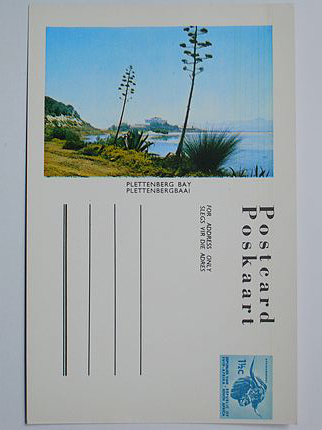 PLETTENBERG BAY
PLETTENBERGBAAI
Postcard
Poskaart
FOR ADDRESS ONLY
SLEGS VIR DIE ADRES
1½c